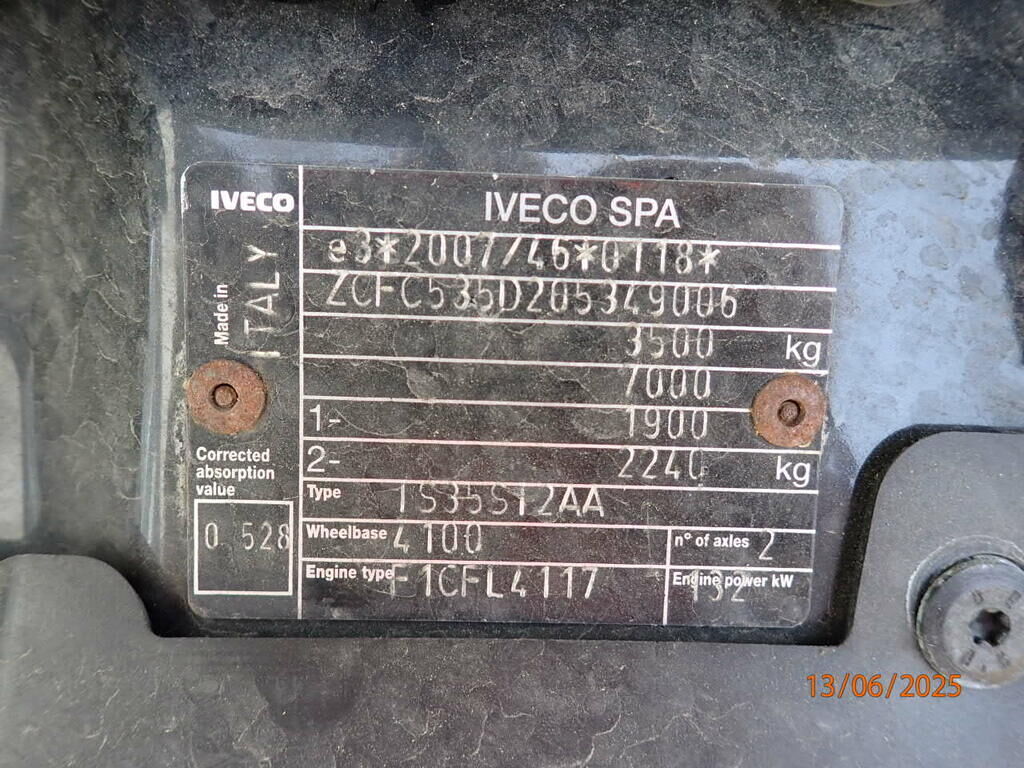 IVECO
IVECO SPA
Made in
ITALY
e3*2007/46*0118*
ZCFC535D205349006
3500 kg
7000
1- 1900
2- 2240 kg
Corrected
absorption
value
0 528
Type IS35SI2AA
Wheelbase 4100
n° of axles 2
Engine type F1CFL4117
Engine power kW 132
13/06/2025